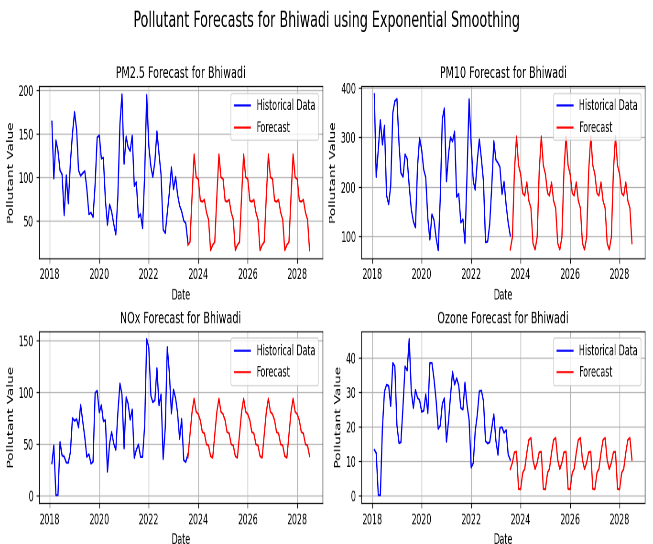 Pollutant Forecasts for Bhiwadi using Exponential Smoothing
PM2.5 Forecast for Bhiwadi
Pollutant Value
200
150
100
50
Historical Data
Forecast
2018 2020 2022 2024 2026 2028
Date
PM10 Forecast for Bhiwadi
Pollutant Value
400
300
200
100
Historical Data
Forecast
2018 2020 2022 2024 2026 2028
Date
NOx Forecast for Bhiwadi
Pollutant Value
150
100
50
0
Historical Data
Forecast
2018 2020 2022 2024 2026 2028
Date
Ozone Forecast for Bhiwadi
Pollutant Value
40
30
20
10
0
Historical Data
Forecast
2018 2020 2022 2024 2026 2028
Date